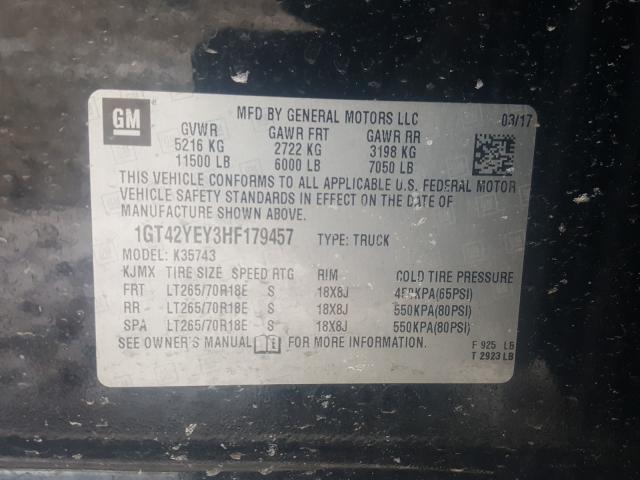 GM
MFD BY GENERAL MOTORS LLC 03/17
GVWR GAWR FRT GAWR RR
5216 KG 2722 KG 3198 KG
11500 LB 6000 LB 7050 LB
THIS VEHICLE CONFORMS TO ALL APPLICABLE U.S. FEDERAL MOTOR
VEHICLE SAFETY STANDARDS IN EFFECT ON THE DATE OF
MANUFACTURE SHOWN ABOVE.
1GT42YEY3HF179457 TYPE: TRUCK
MODEL: K35743
KJMX TIRE SIZE SPEED RTG RIM COLD TIRE PRESSURE
FRT LT265/70R18E S 18X8J 450KPA(65PSI)
RR LT265/70R18E S 18X8J 550KPA(80PSI)
SPA LT265/70R18E S 18X8J 550KPA(80PSI)
SEE OWNER'S MANUAL FOR MORE INFORMATION. F 925 LB
T 2923 LB